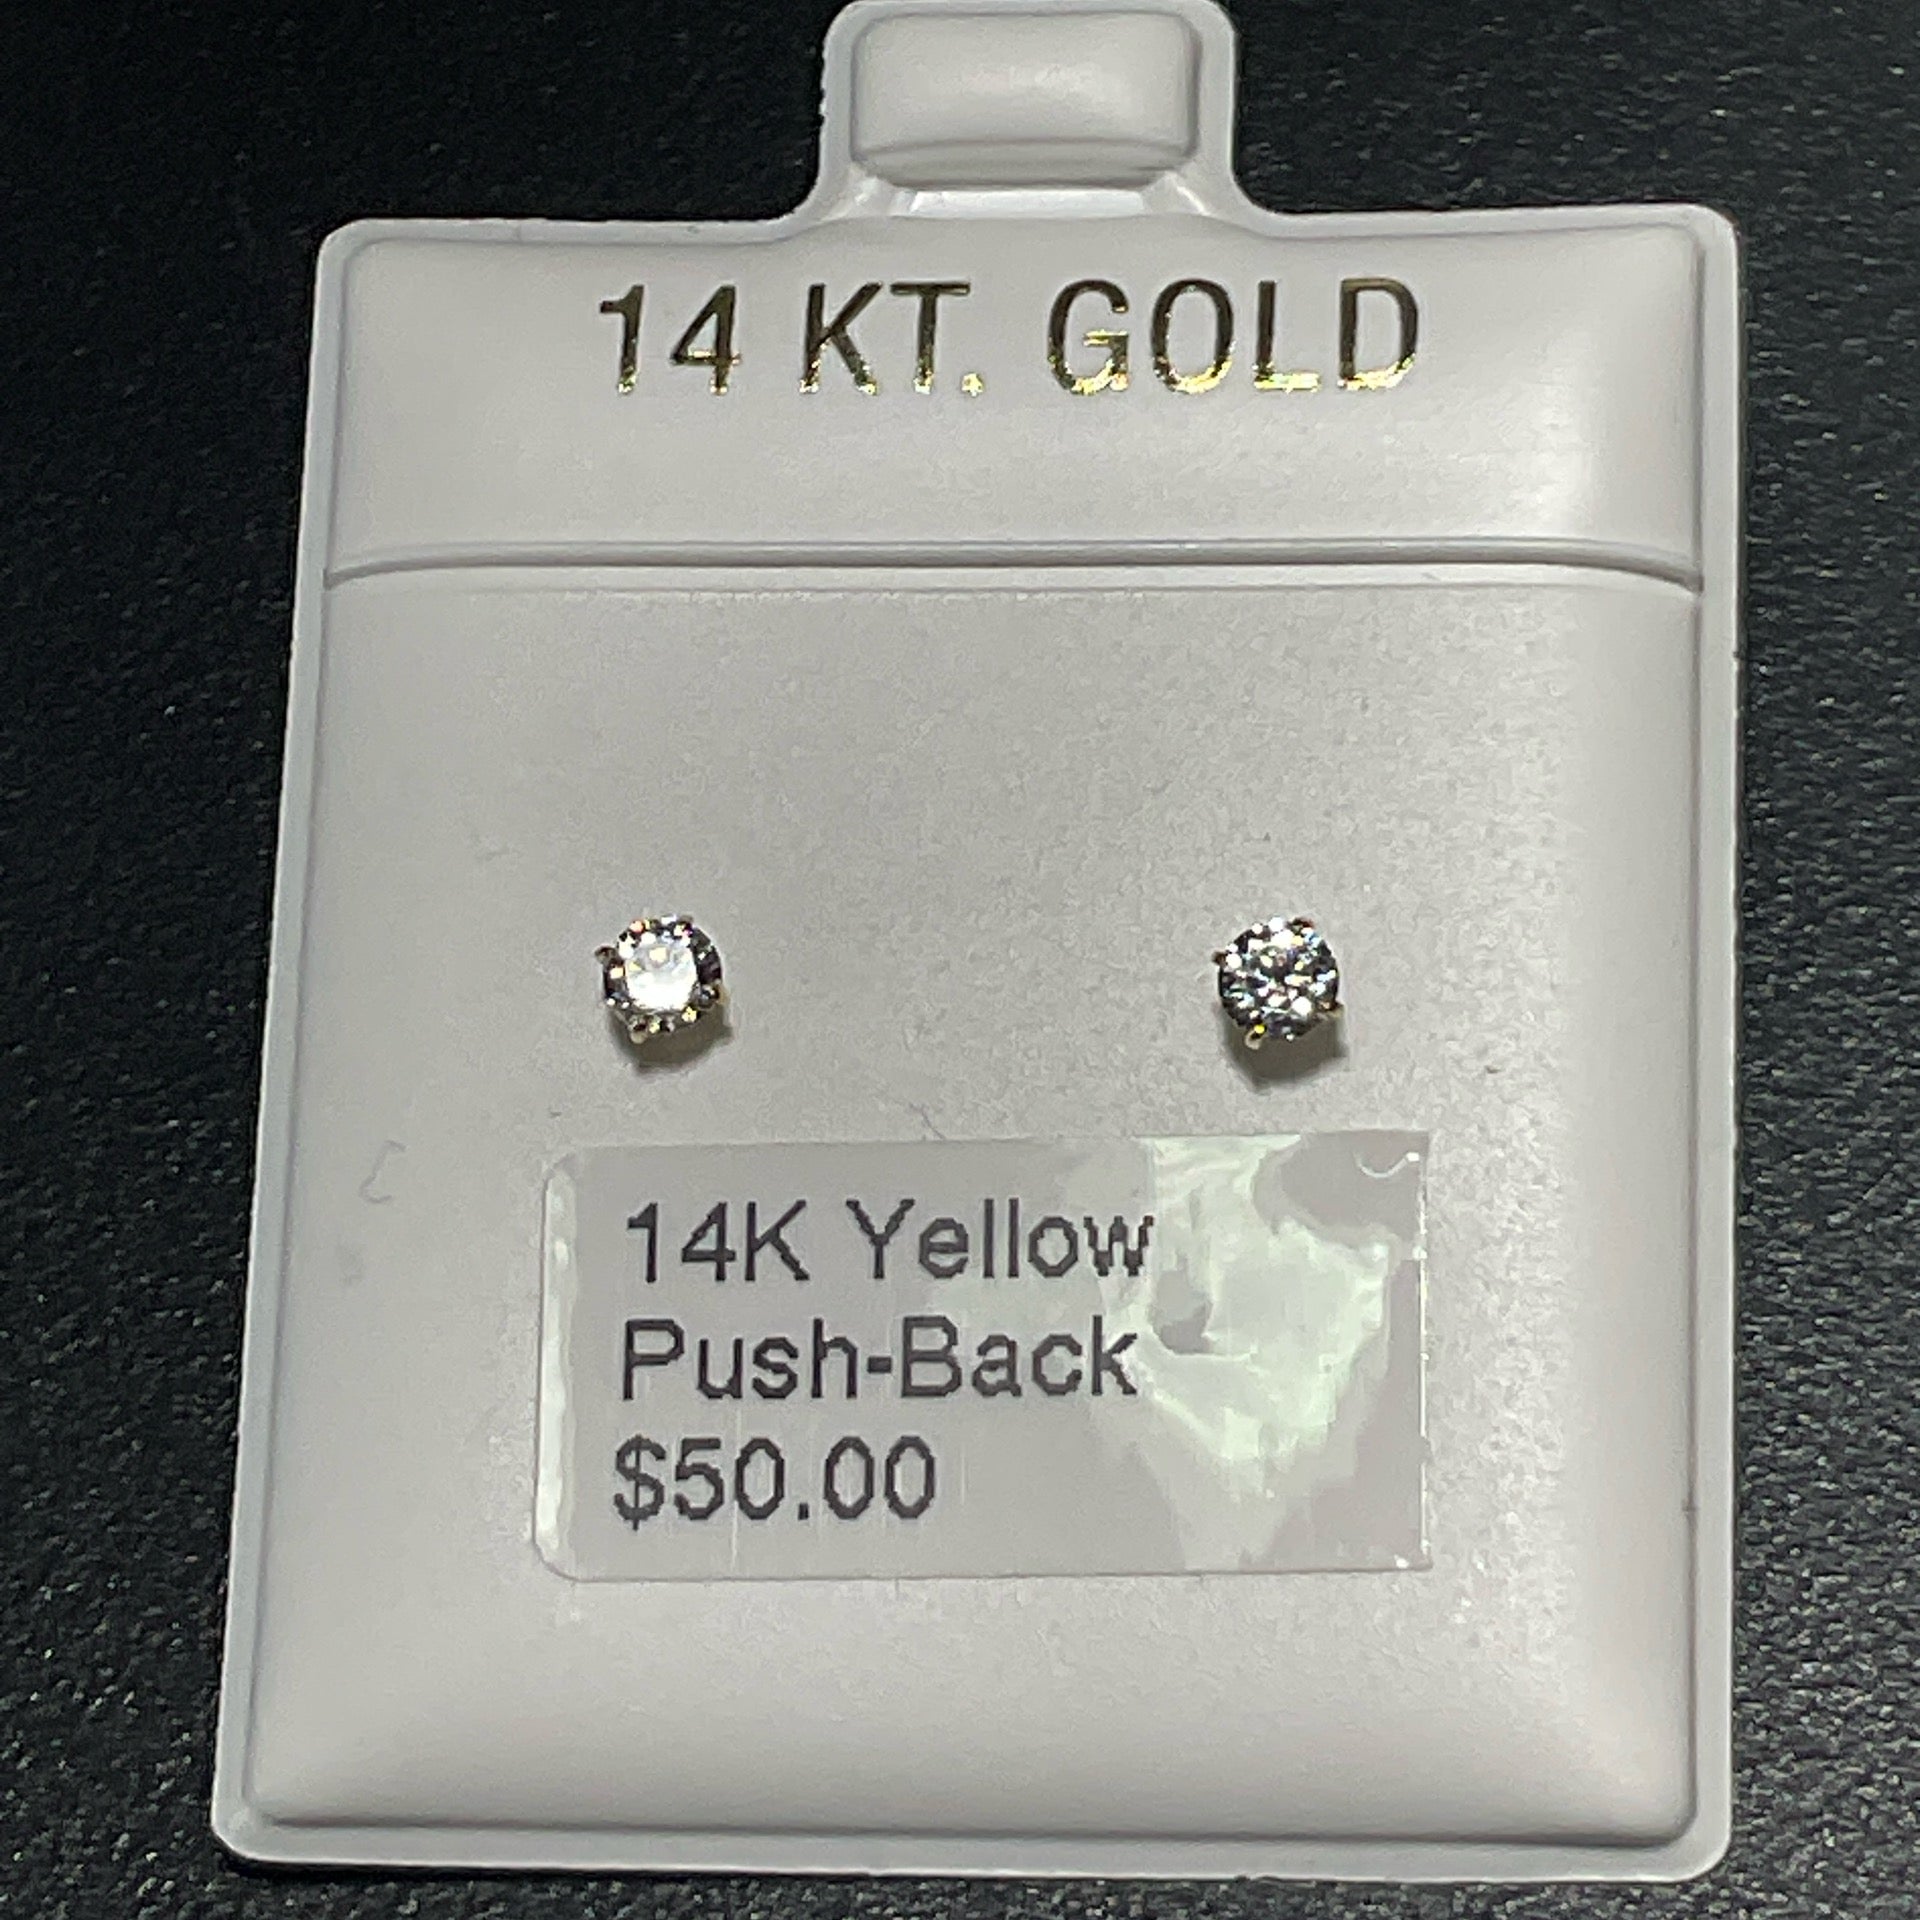 14 KT. GOLD
14K Yellow
Push-Back
$50.00